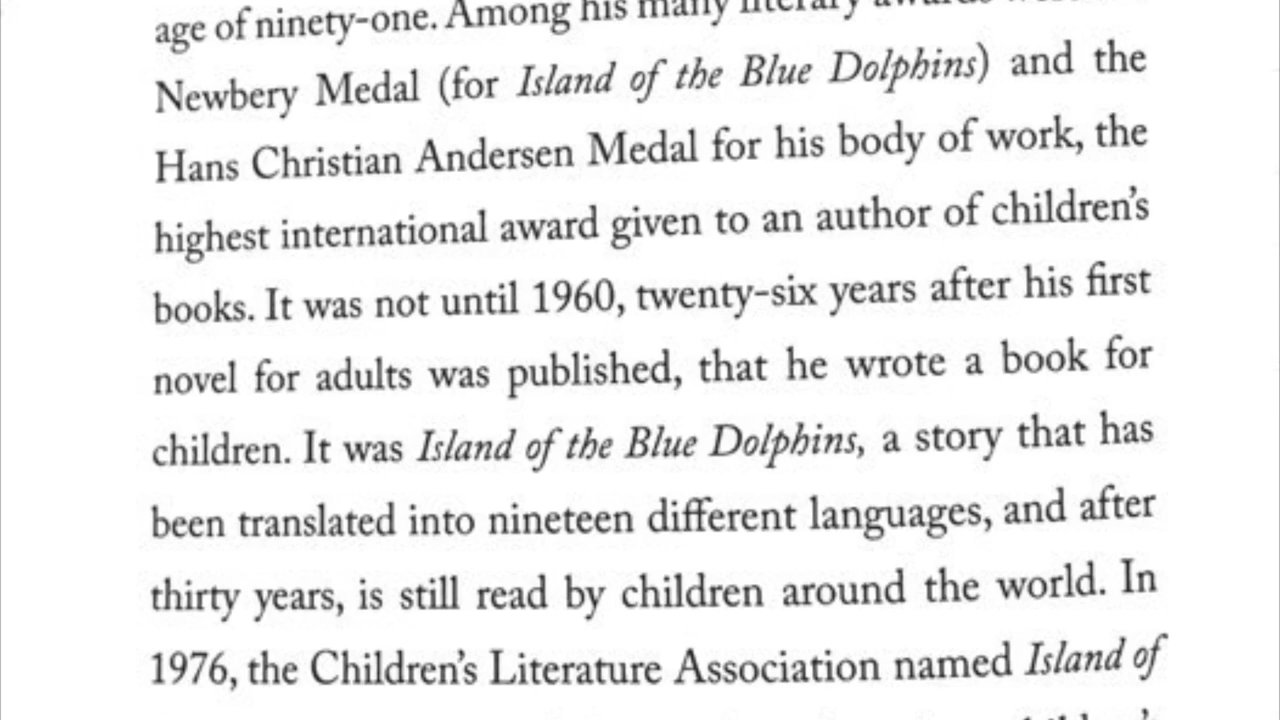 age of ninety-one. Among his many literary awards
Newbery Medal (for Island of the Blue Dolphins) and the
Hans Christian Andersen Medal for his body of work, the
highest international award given to an author of children’s
books. It was not until 1960, twenty-six years after his first
novel for adults was published, that he wrote a book for
children. It was Island of the Blue Dolphins, a story that has
been translated into nineteen different languages, and after
thirty years, is still read by children around the world. In
1976, the Children’s Literature Association named Island of